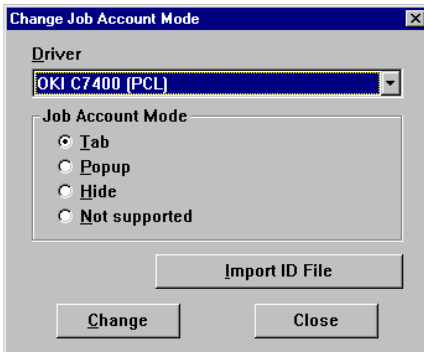 Change Job Account Mode
Driver
OKI C7400 (PCL)
Job Account Mode
Tab
Popup
Hide
Not supported
Import ID File
Change Close